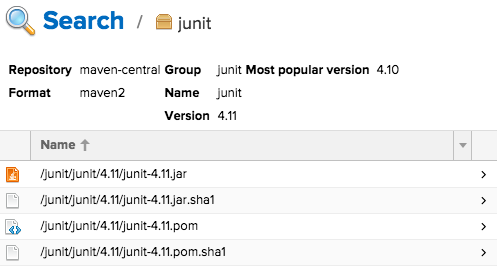 Search / junit
Repository maven-central Group junit Most popular version 4.10
Format maven2 Name junit
Version 4.11
Name
/junit/junit/4.11/junit-4.11.jar
/junit/junit/4.11/junit-4.11.jar.sha1
/junit/junit/4.11/junit-4.11.pom
/junit/junit/4.11/junit-4.11.pom.sha1